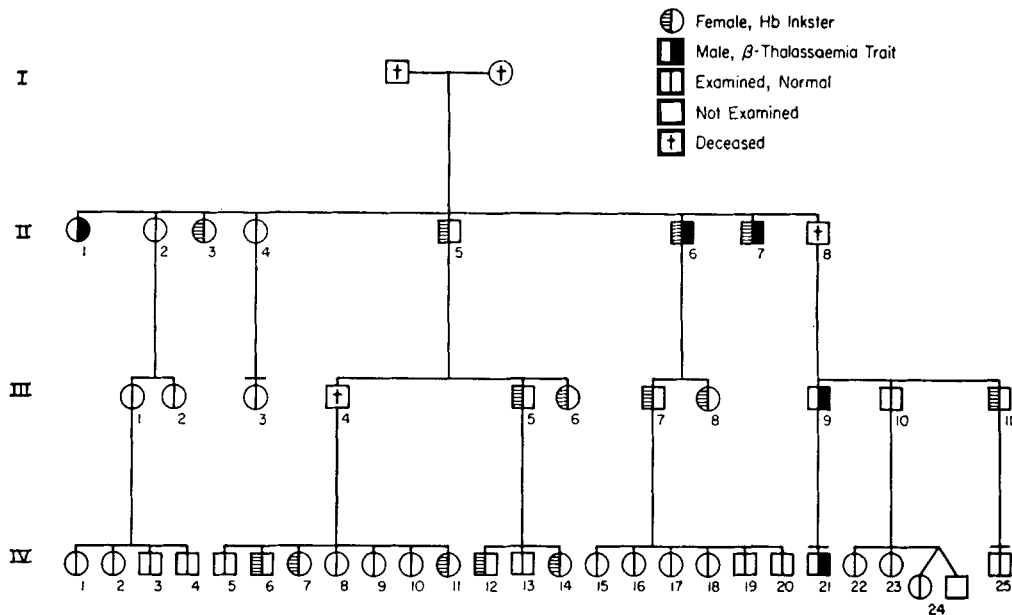 Female, Hb Inkster
Male, β-Thalassaemia Trait
Examined, Normal
Not Examined
Deceased
I
II
1 2 3 4 5 6 7 8
III
1 2 3 4 5 6 7 8 9 10 11
IV
1 2 3 4 5 6 7 8 9 10 11 12 13 14 15 16 17 18 19 20 21 22 23 25
24